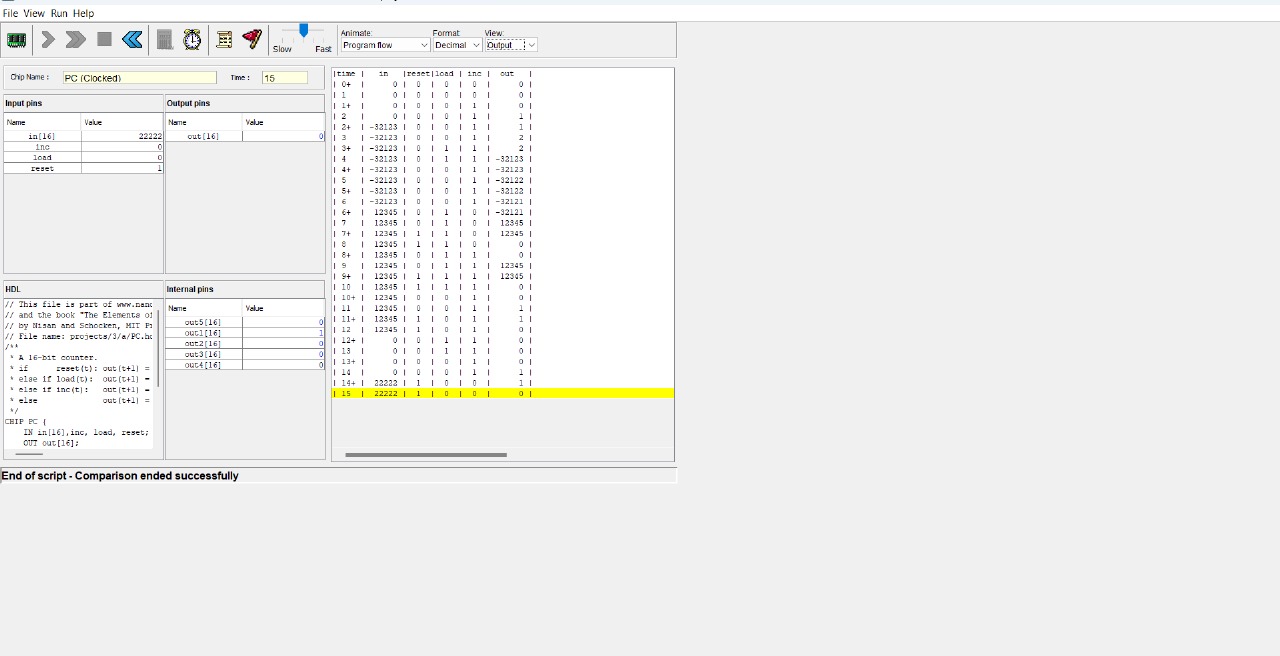 File View Run Help
Slow Fast
Animate:
Program flow
Format
Decimal
View:
Output
Chip Name : PC (Clocked) Time : 15
Input pins
Name Value
in[16] 22222
inc 0
load 0
reset 1
Output pins
Name Value
out[16] 0
HDL
// This file is part of www.nand
// and the book "The Elements of
// by Nisan and Schocken, MIT Pr
// File name: projects/3/a/PC.hd
/**
* A 16-bit counter.
* if reset(t): out(t+1) =
* else if load(t): out(t+1) =
* else if inc(t): out(t+1) =
* else out(t+1) =
*/
CHIP PC {
IN in[16],inc, load, reset;
OUT out[16];
Internal pins
Name Value
out5[16] 0
out1[16] 1
out2[16] 0
out3[16] 0
out4[16] 0
|time | in |reset|load | inc | out |
| 0+ | 0 | 0 | 0 | 0 | 0 |
| 1 | 0 | 0 | 0 | 0 | 0 |
| 1+ | 0 | 0 | 0 | 1 | 0 |
| 2 | 0 | 0 | 0 | 1 | 1 |
| 2+ | -32123 | 0 | 0 | 1 | 1 |
| 3 | -32123 | 0 | 0 | 1 | 2 |
| 3+ | -32123 | 0 | 1 | 1 | 2 |
| 4 | -32123 | 0 | 1 | 1 | -32123 |
| 4+ | -32123 | 0 | 0 | 1 | -32123 |
| 5 | -32123 | 0 | 0 | 1 | -32122 |
| 5+ | -32123 | 0 | 0 | 1 | -32122 |
| 6 | -32123 | 0 | 0 | 1 | -32121 |
| 6+ | 12345 | 0 | 1 | 0 | -32121 |
| 7 | 12345 | 0 | 1 | 0 | 12345 |
| 7+ | 12345 | 1 | 1 | 0 | 12345 |
| 8 | 12345 | 1 | 1 | 0 | 0 |
| 8+ | 12345 | 0 | 1 | 1 | 0 |
| 9 | 12345 | 0 | 1 | 1 | 12345 |
| 9+ | 12345 | 1 | 1 | 1 | 12345 |
| 10 | 12345 | 1 | 1 | 1 | 0 |
| 10+ | 12345 | 0 | 0 | 1 | 0 |
| 11 | 12345 | 0 | 0 | 1 | 1 |
| 11+ | 12345 | 1 | 0 | 1 | 1 |
| 12 | 12345 | 1 | 0 | 1 | 0 |
| 12+ | 0 | 0 | 1 | 1 | 0 |
| 13 | 0 | 0 | 1 | 1 | 0 |
| 13+ | 0 | 0 | 0 | 1 | 0 |
| 14 | 0 | 0 | 0 | 1 | 1 |
| 14+ | 22222 | 1 | 0 | 0 | 1 |
| 15 | 22222 | 1 | 0 | 0 | 0 |
End of script - Comparison ended successfully